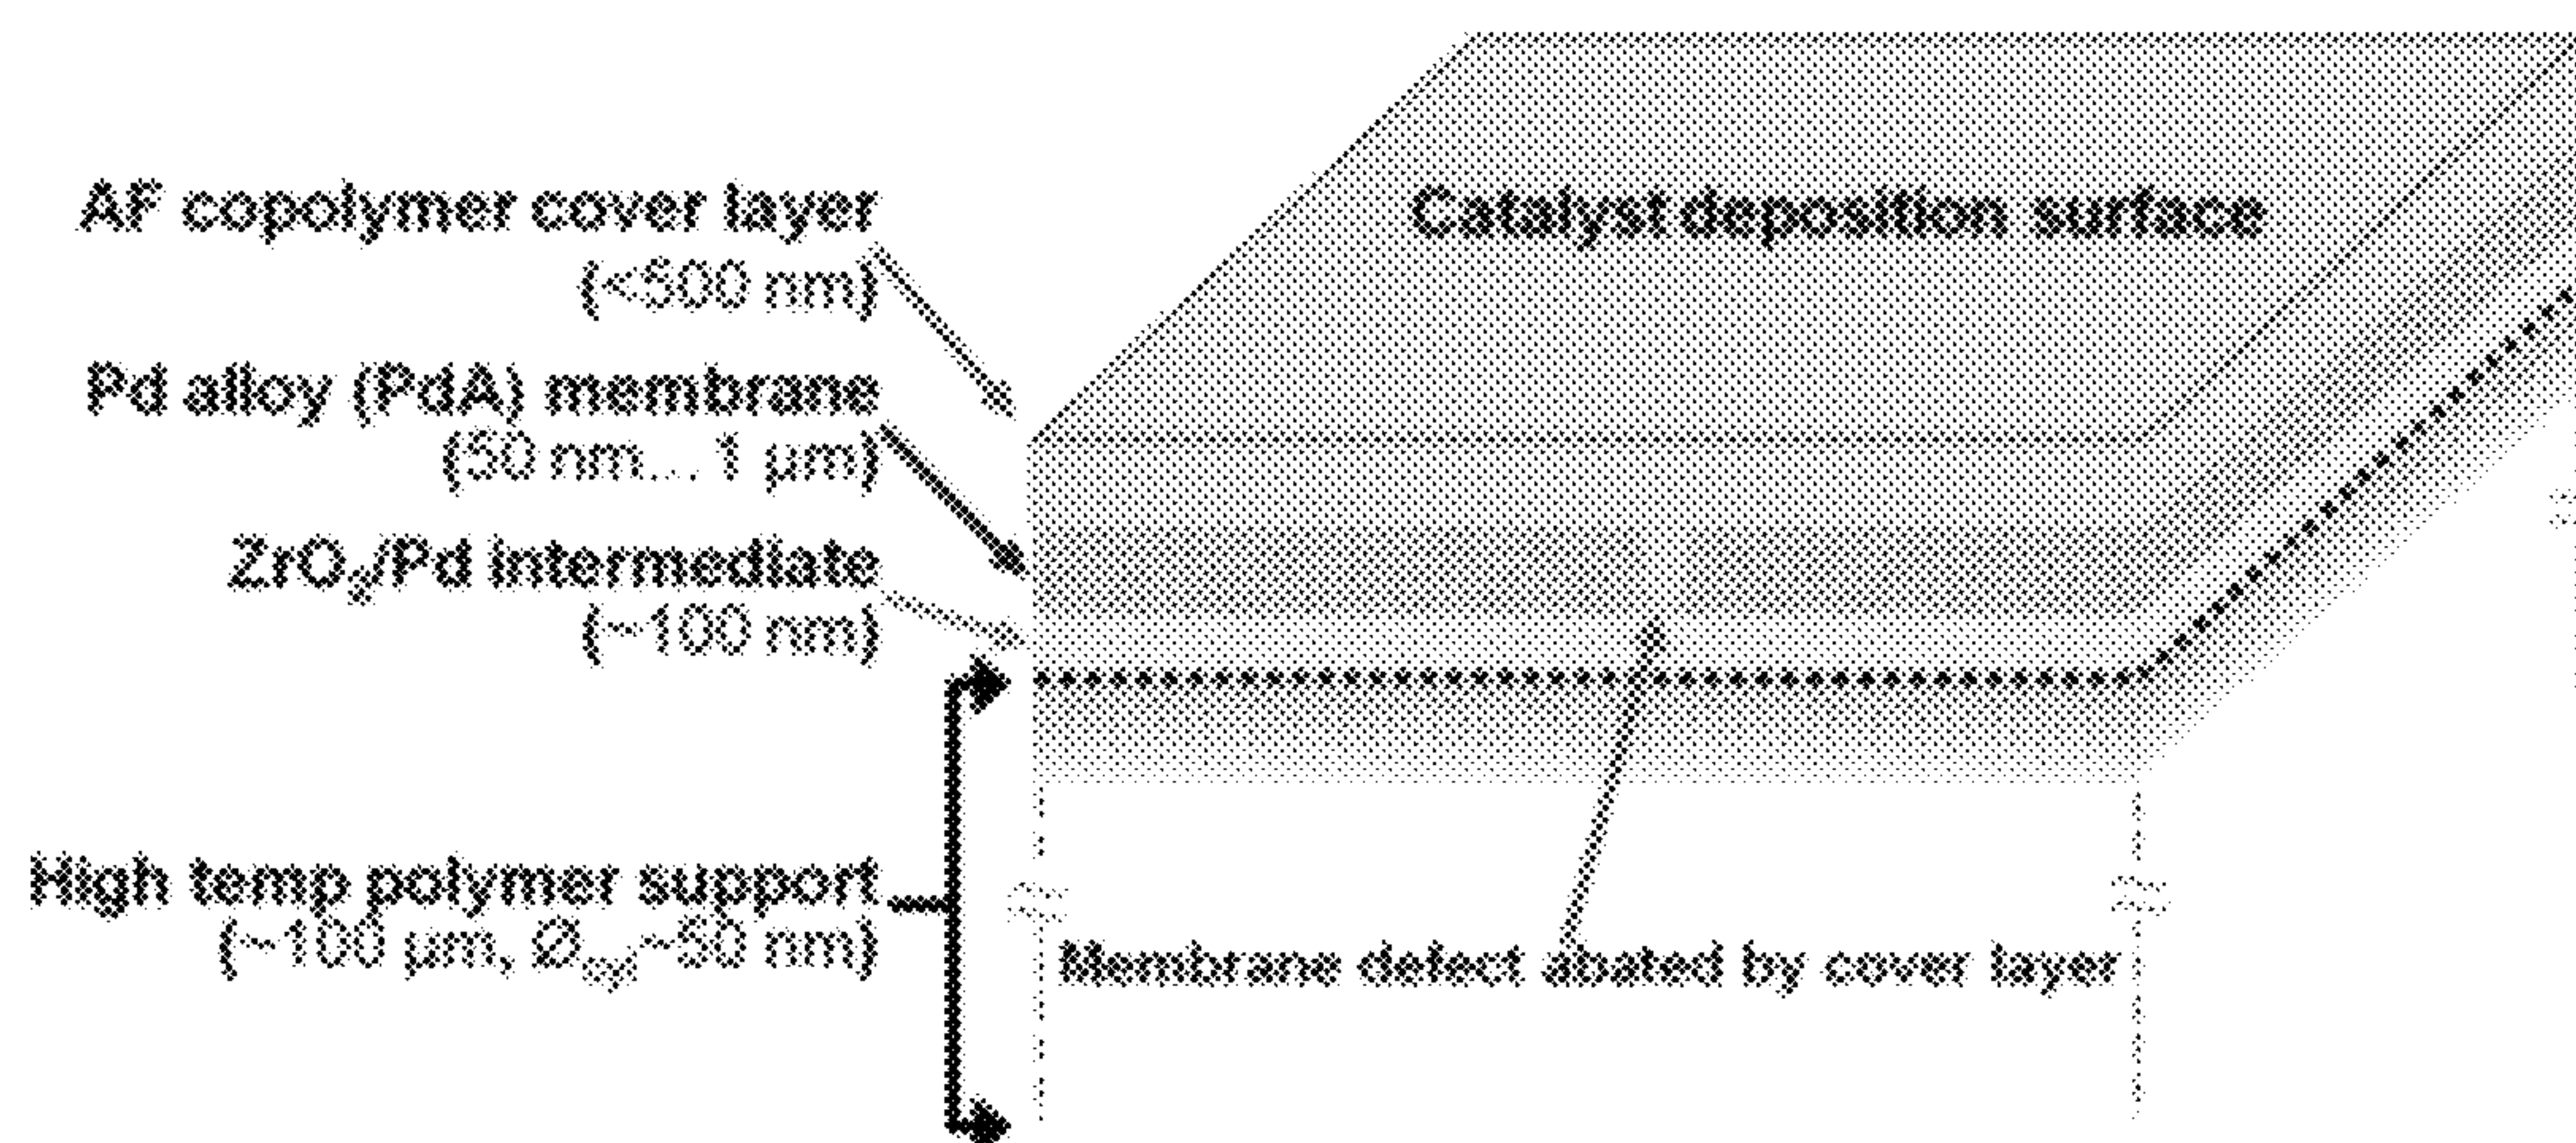 AF copolymer cover layer
(<500 nm)
Pd alloy (PdA) membrane
(50 nm... 1 μm)
ZrO₂/Pd intermediate
(~100 nm)
High temp polymer support
(~100 μm, Ø ~50 nm)
Catalyst deposition surface
Membrane defect abated by cover layer